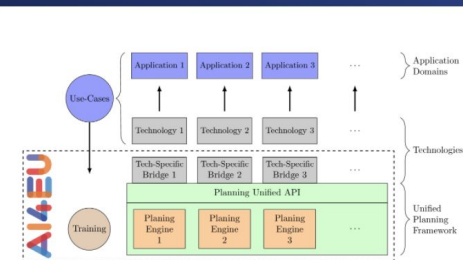 Application 1
Application 2
Application 3
...
Application
Domains
Use-Cases
Technology 1
Technology 2
Technology 3
...
Technologies
Tech-Specific
Bridge 1
Tech-Specific
Bridge 2
Tech-Specific
Bridge 3
...
Planning Unified API
AI4EU
Training
Planing
Engine
1
Planing
Engine
2
Planing
Engine
3
...
Unified
Planning
Framework